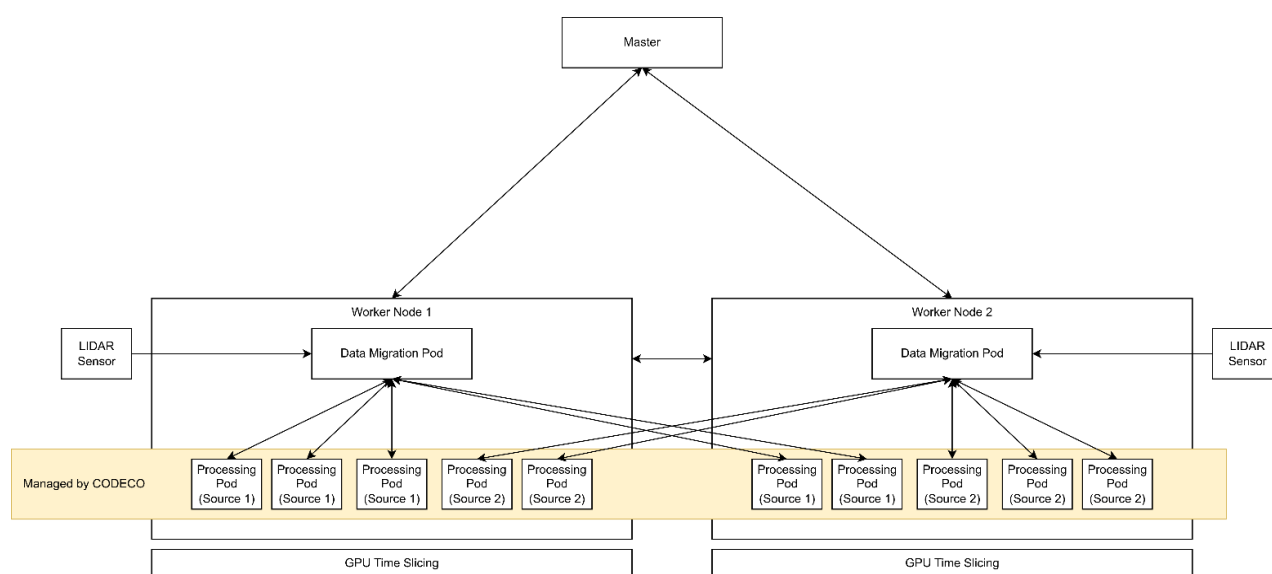 Master
Worker Node 1
Worker Node 2
LIDAR
Sensor
Data Migration Pod
Data Migration Pod
LIDAR
Sensor
Managed by CODECO
Processing
Pod
(Source 1)
Processing
Pod
(Source 1)
Processing
Pod
(Source 1)
Processing
Pod
(Source 2)
Processing
Pod
(Source 2)
Processing
Pod
(Source 1)
Processing
Pod
(Source 1)
Processing
Pod
(Source 2)
Processing
Pod
(Source 2)
Processing
Pod
(Source 2)
GPU Time Slicing
GPU Time Slicing